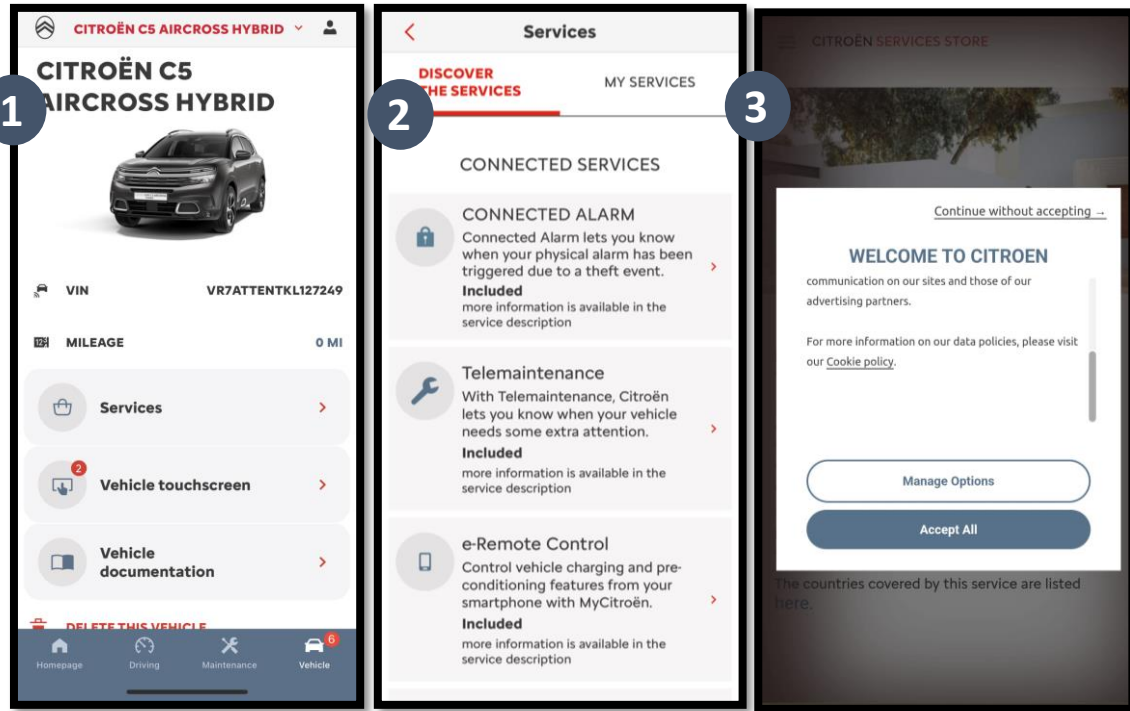 1
CITROËN C5 AIRCROSS HYBRID
CITROËN C5
AIRCROSS HYBRID
VIN VR7ATTENTKL127249
MILEAGE 0 MI
Services
2
Vehicle touchscreen
Vehicle
documentation
DELETE THIS VEHICLE
6
Homepage Driving Maintenance Vehicle
2
Services
DISCOVER
THE SERVICES
MY SERVICES
CONNECTED SERVICES
CONNECTED ALARM
Connected Alarm lets you know
when your physical alarm has been
triggered due to a theft event.
Included
more information is available in the
service description
Telemaintenance
With Telemaintenance, Citroën
lets you know when your vehicle
needs some extra attention.
Included
more information is available in the
service description
e-Remote Control
Control vehicle charging and pre-
conditioning features from your
smartphone with MyCitroën.
Included
more information is available in the
service description
3
CITROËN SERVICES STORE
Continue without accepting →
WELCOME TO CITROEN
communication on our sites and those of our
advertising partners.
For more information on our data policies, please visit
our Cookie policy.
Manage Options
Accept All
The countries covered by this service are listed
here.